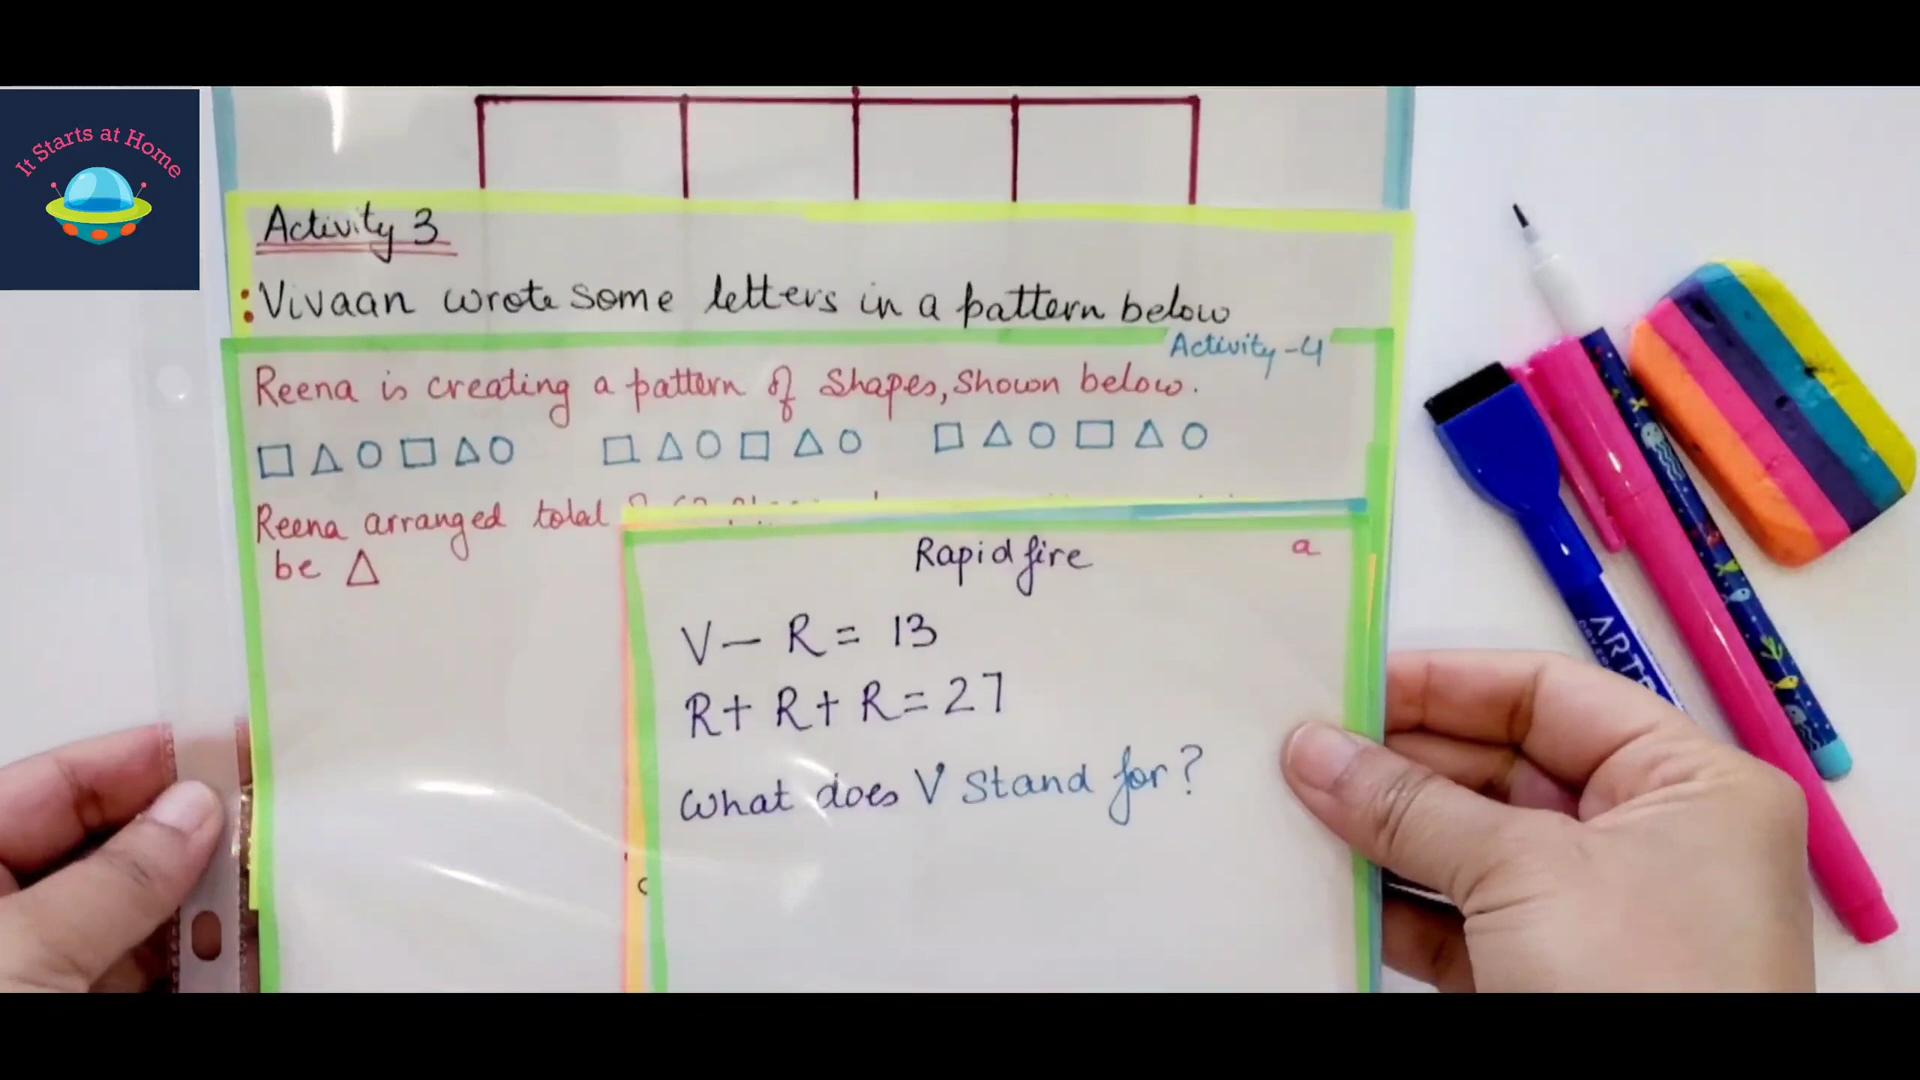 It Starts at Home
Activity 3
:Vivaan wrote some letters in a pattern below
Activity-4
Reena is creating a pattern of shapes, shown below.
Reena arranged total
be △
Rapid fire
a
V - R = 13
R + R + R = 27
What does V stand for?
ARTE